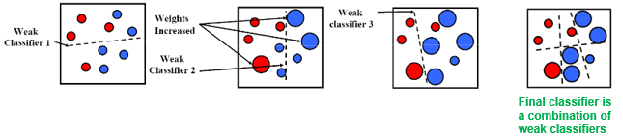 Weak
Classifier 1
Weights
Increased
Weak
Classifier 2
Weak
classifier 3
Final classifier is
a combination of
weak classifiers